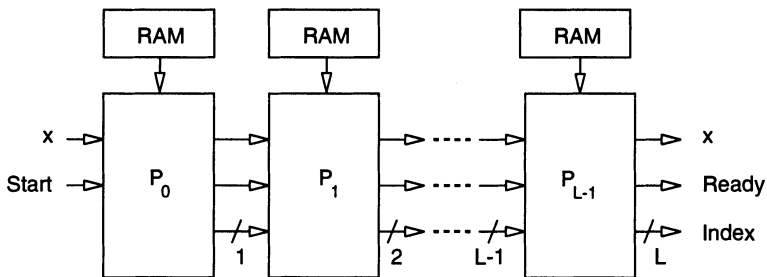 RAM RAM RAM
x x
Start P0 P1 PL-1 Ready
1 2 L-1 L Index